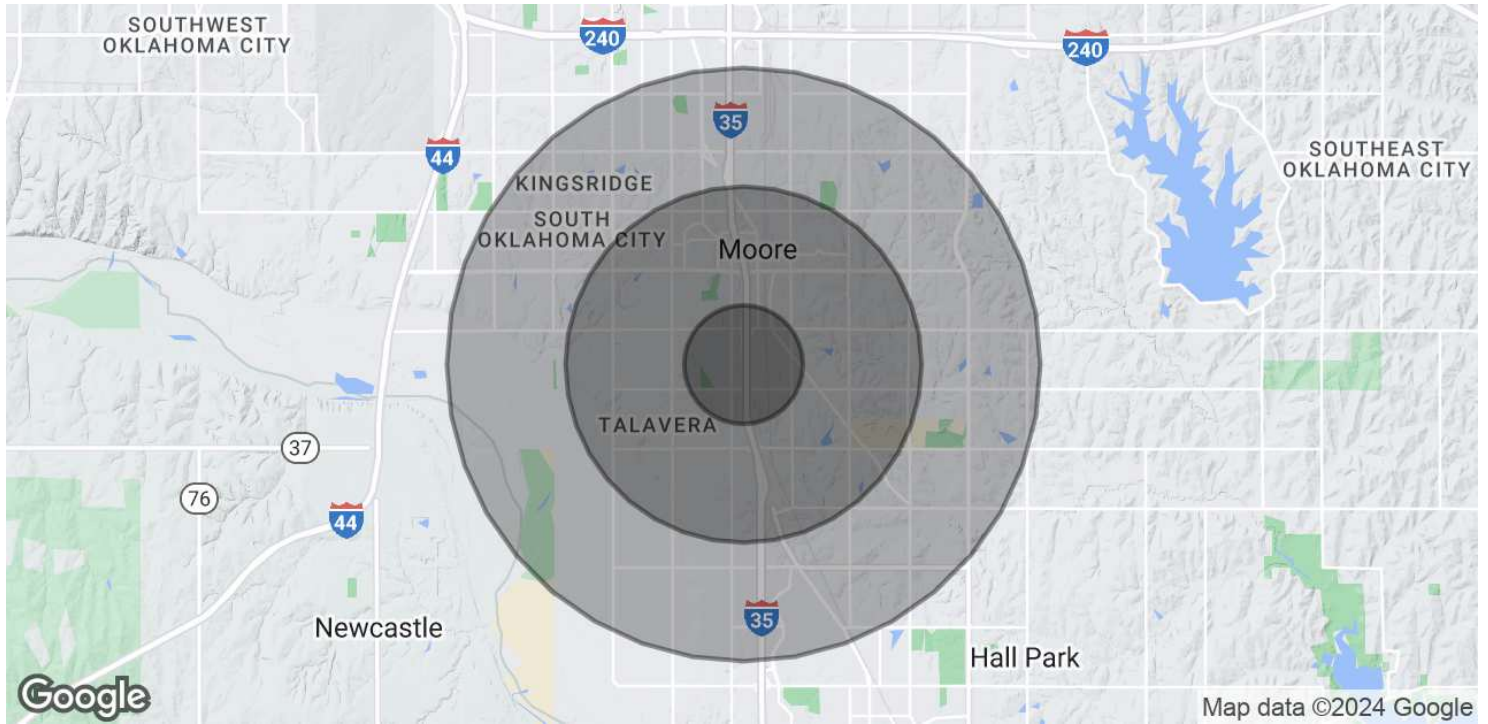 SOUTHWEST
OKLAHOMA CITY
240
240
35
44
SOUTHEAST
OKLAHOMA CITY
KINGSRIDGE
SOUTH
OKLAHOMA CITY
Moore
TALAVERA
37
76
44
35
Newcastle
Hall Park
Google
Map data ©2024 Google